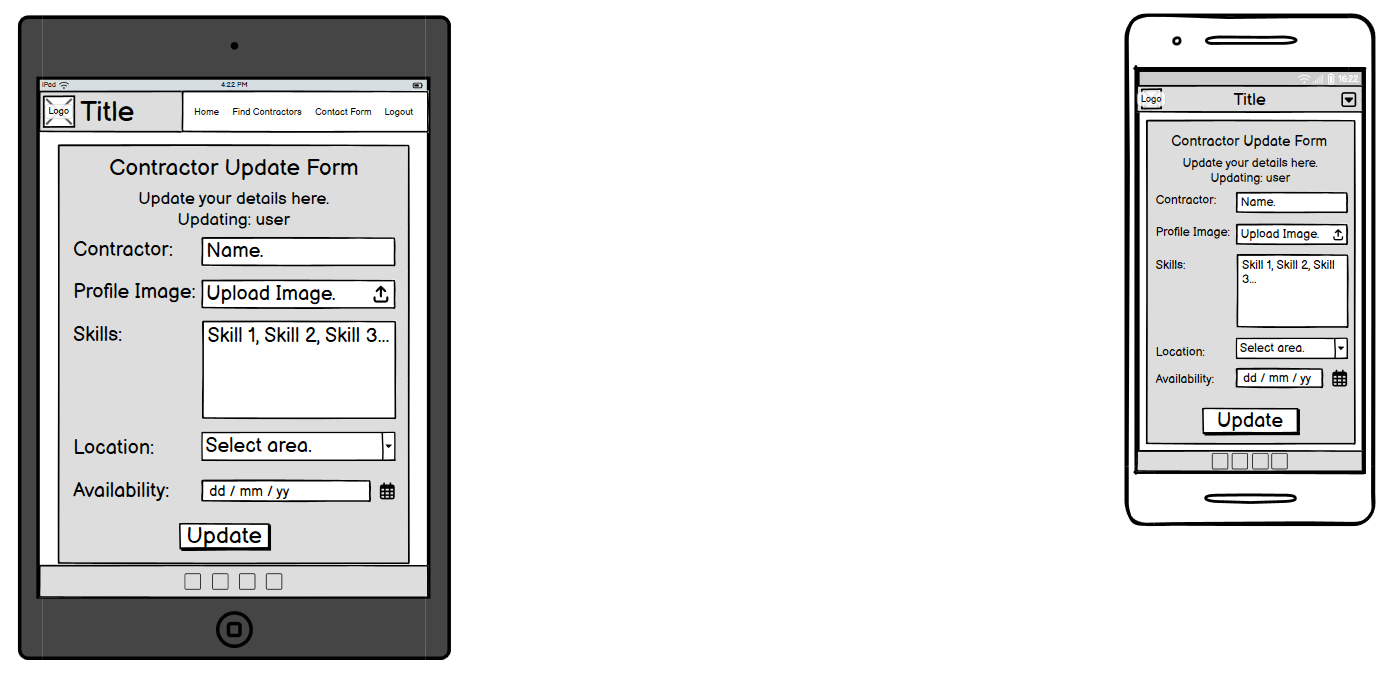 iPad 4:22 PM
Logo Title Home Find Contractors Contact Form Logout
Contractor Update Form
Update your details here.
Updating: user
Contractor: Name.
Profile Image: Upload Image.
Skills: Skill 1, Skill 2, Skill 3...
Location: Select area.
Availability: dd / mm / yy
Update
16:22
Logo Title
Contractor Update Form
Update your details here.
Updating: user
Contractor: Name.
Profile Image: Upload Image.
Skills: Skill 1, Skill 2, Skill
3...
Location: Select area.
Availability: dd / mm / yy
Update